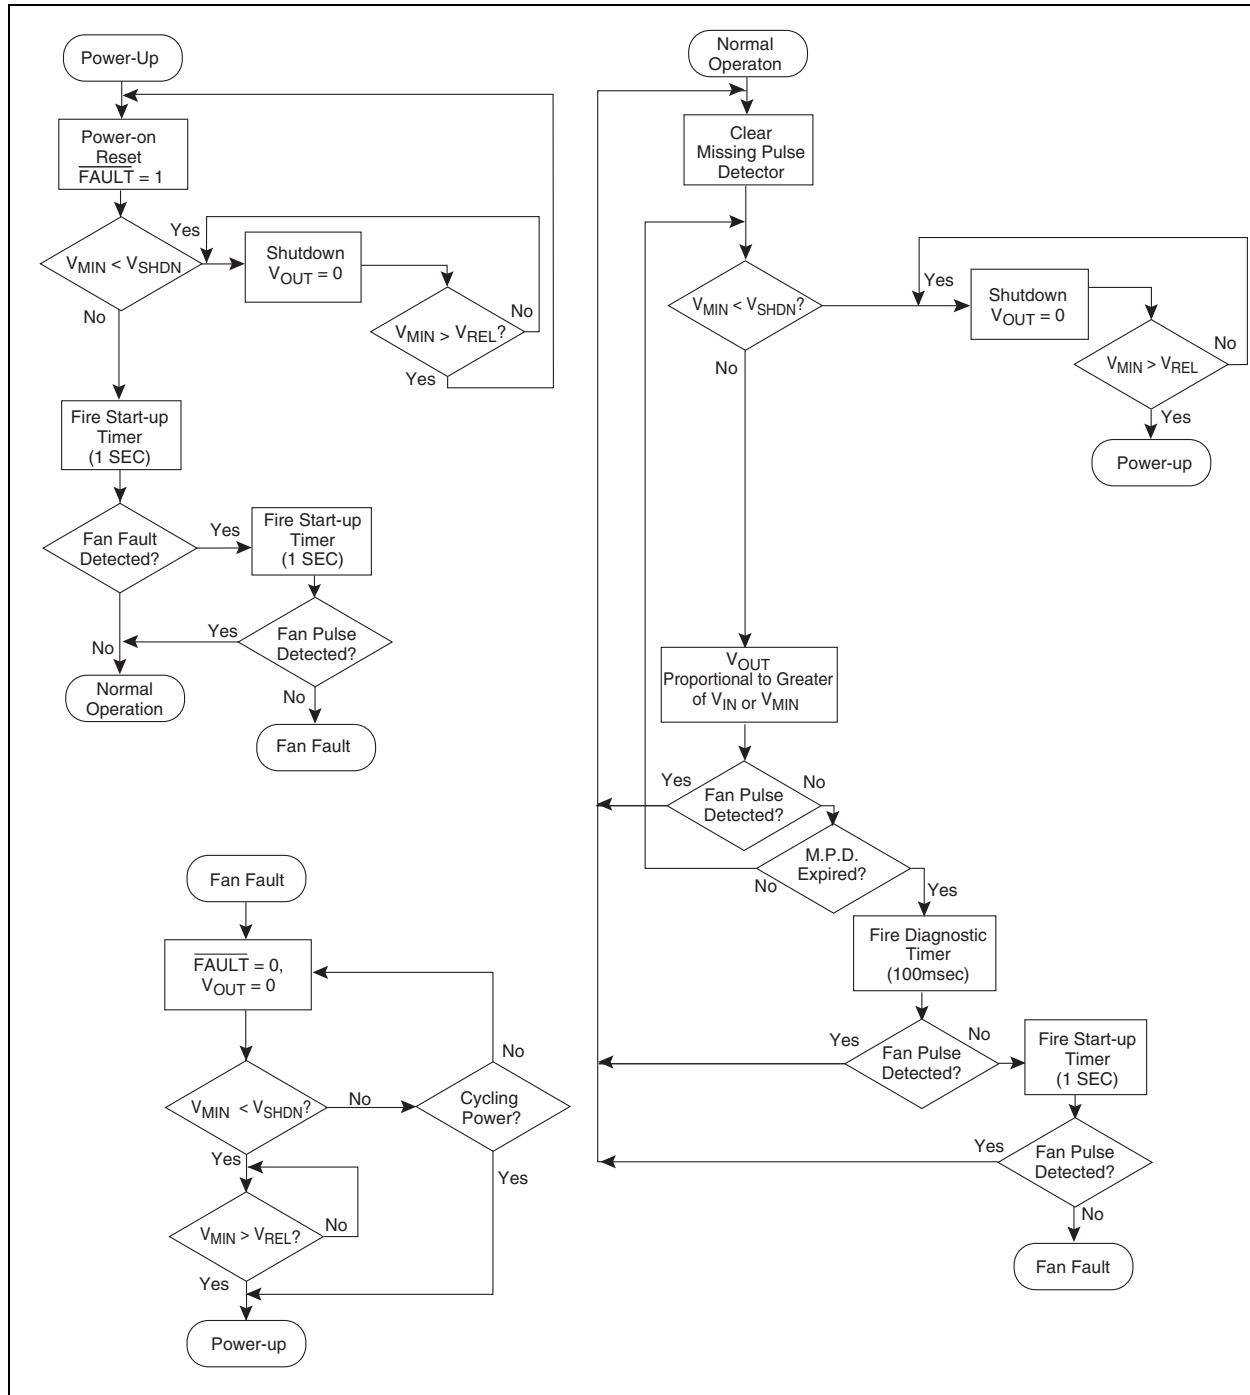 Power-Up
Power-on
Reset
FAULT = 1
Yes
VMIN < VSHDN
Shutdown
VOUT = 0
No
VMIN > VREL?
No
Yes
Fire Start-up
Timer
(1 SEC)
Fan Fault
Detected?
Yes
Fire Start-up
Timer
(1 SEC)
No
Yes
Fan Pulse
Detected?
Normal
Operation
No
Fan Fault
Fan Fault
FAULT = 0,
VOUT = 0
No
VMIN < VSHDN?
No
Cycling
Power?
Yes
Yes
VMIN > VREL?
No
Yes
Power-up
Normal
Operaton
Clear
Missing Pulse
Detector
VMIN < VSHDN?
Yes
Shutdown
VOUT = 0
No
No
VMIN > VREL
Yes
Power-up
VOUT
Proportional to Greater
of VIN or VMIN
Yes
No
Fan Pulse
Detected?
M.P.D.
Expired?
No
Yes
Fire Diagnostic
Timer
(100msec)
Yes
No
Fan Pulse
Detected?
Fire Start-up
Timer
(1 SEC)
Yes
Fan Pulse
Detected?
No
Fan Fault